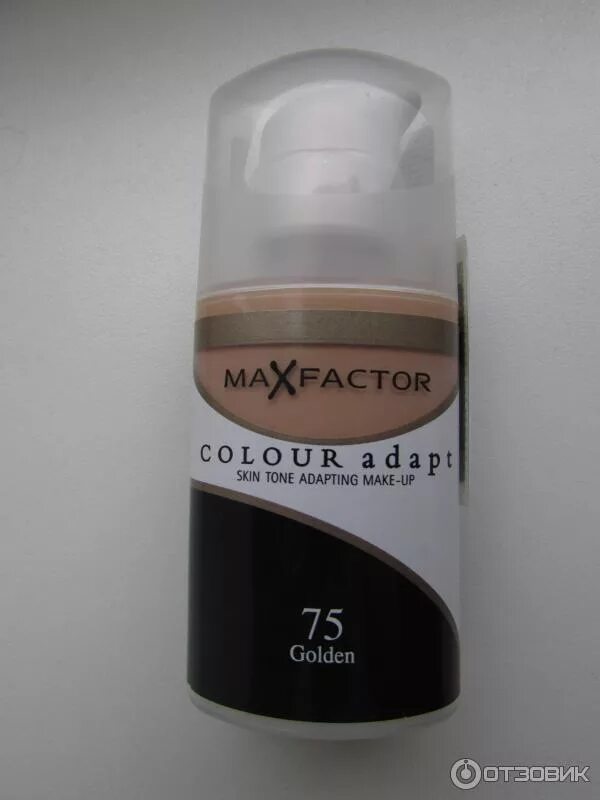 MAXFACTOR
COLOUR adapt
SKIN TONE ADAPTING MAKE-UP
75
Golden
ОТЗОВИК